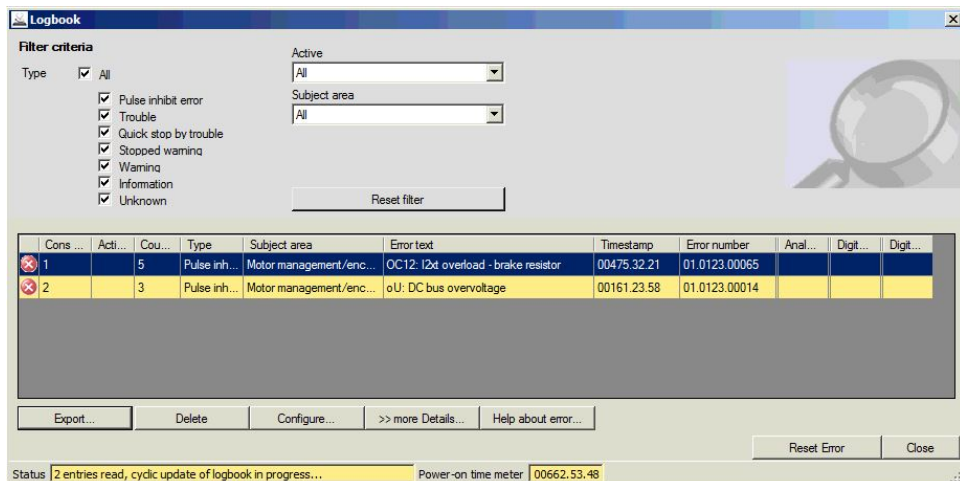 Logbook
Filter criteria
Type All
Pulse inhibit error
Trouble
Quick stop by trouble
Stopped warning
Warning
Information
Unknown
Active
All
Subject area
All
Reset filter
Cons ... Acti... Cou... Type Subject area Error text Timestamp Error number Anal... Digit... Digit...
1 5 Pulse inh... Motor management/enc... OC12: I2xt overload - brake resistor 00475.32.21 01.0123.00065
2 3 Pulse inh... Motor management/enc... oU: DC bus overvoltage 00161.23.58 01.0123.00014
Export... Delete Configure... >> more Details... Help about error...
Reset Error Close
Status 2 entries read, cyclic update of logbook in progress... Power-on time meter 00662.53.48